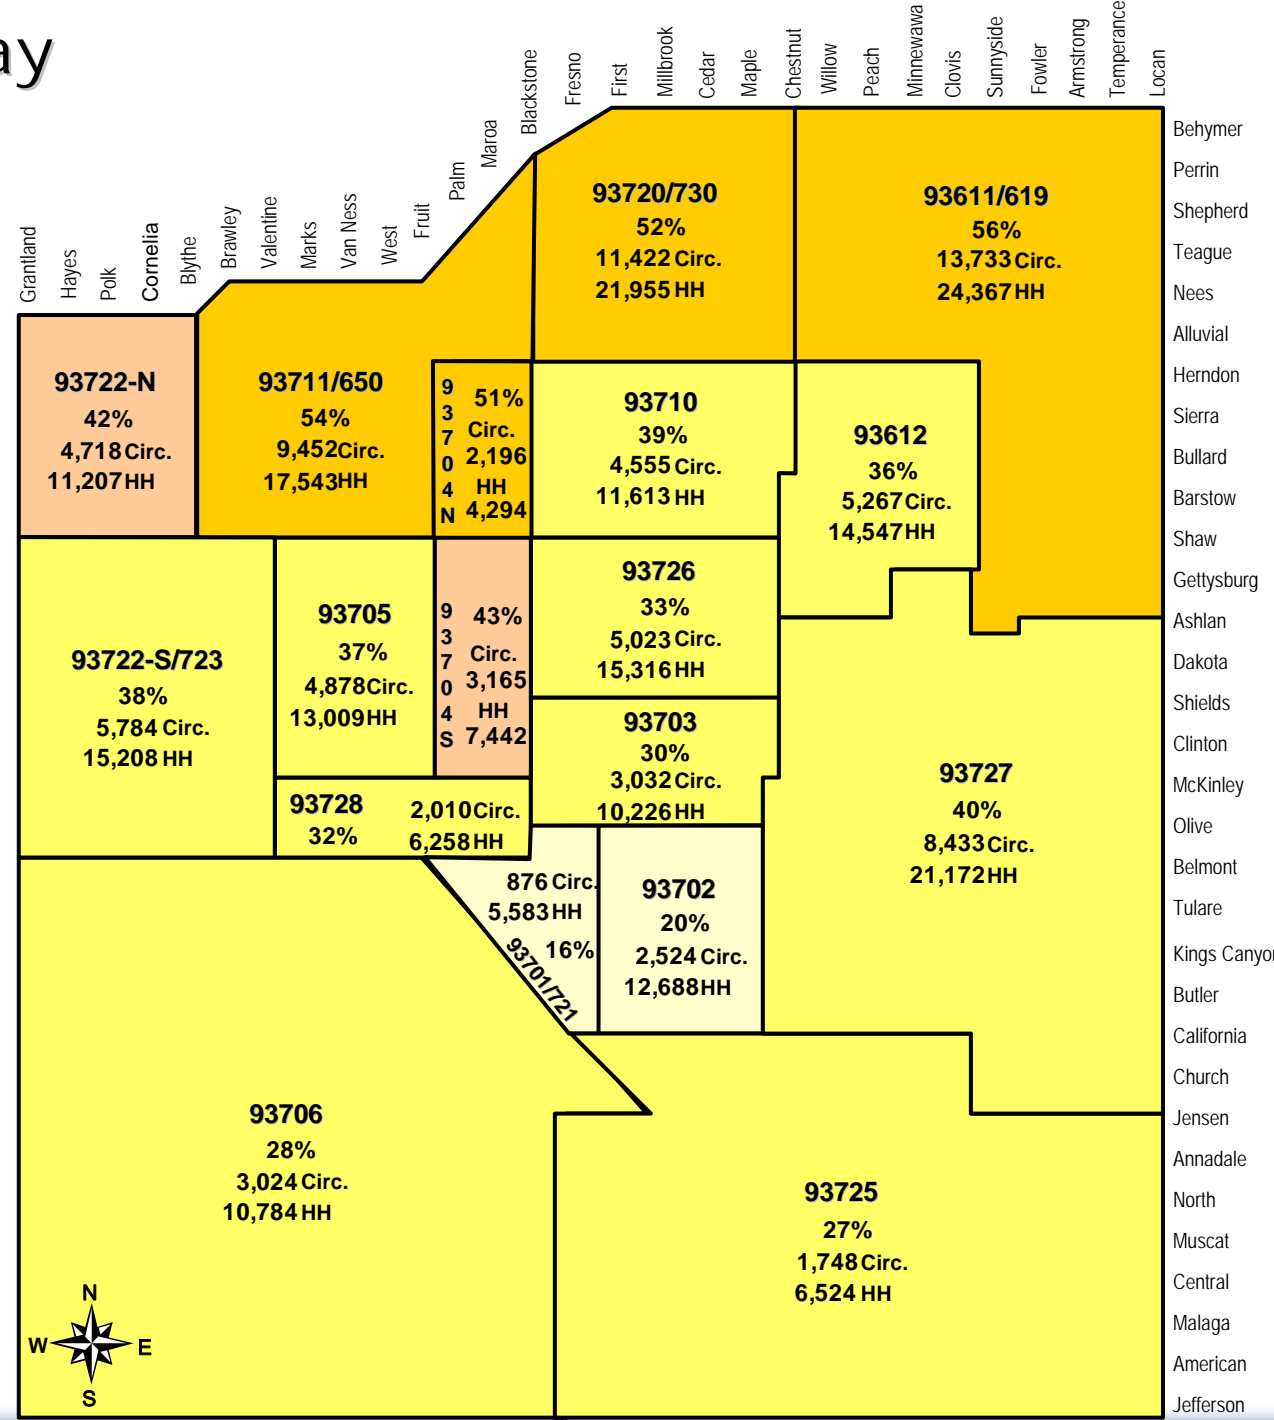 ay
Grantland
Hayes
Polk
Cornelia
Blythe
Brawley
Valentine
Marks
Van Ness
West
Fruit
Palm
Maroa
Blackstone
Fresno
First
Millbrook
Cedar
Maple
Chestnut
Willow
Peach
Minnewawa
Clovis
Sunnyside
Fowler
Armstrong
Temperance
Locan
Behymer
Perrin
Shepherd
Teague
Nees
Alluvial
Herndon
Sierra
Bullard
Barstow
Shaw
Gettysburg
Ashlan
Dakota
Shields
Clinton
McKinley
Olive
Belmont
Tulare
Kings Canyon
Butler
California
Church
Jensen
Annadale
North
Muscat
Central
Malaga
American
Jefferson
93720/730
52%
11,422 Circ.
21,955 HH
93611/619
56%
13,733 Circ.
24,367 HH
93722-N
42%
4,718 Circ.
11,207 HH
93711/650
54%
9,452 Circ.
17,543 HH
93704N
51%
Circ.
2,196
HH
4,294
93710
39%
4,555 Circ.
11,613 HH
93612
36%
5,267 Circ.
14,547 HH
93722-S/723
38%
5,784 Circ.
15,208 HH
93705
37%
4,878 Circ.
13,009 HH
93704S
43%
Circ.
3,165
HH
7,442
93726
33%
5,023 Circ.
15,316 HH
93703
30%
3,032 Circ.
10,226 HH
93727
40%
8,433 Circ.
21,172 HH
93728 2,010 Circ.
32% 6,258 HH
876 Circ.
5,583 HH
16%
93701/721
93702
20%
2,524 Circ.
12,688 HH
93706
28%
3,024 Circ.
10,784 HH
93725
27%
1,748 Circ.
6,524 HH
N
W E
S